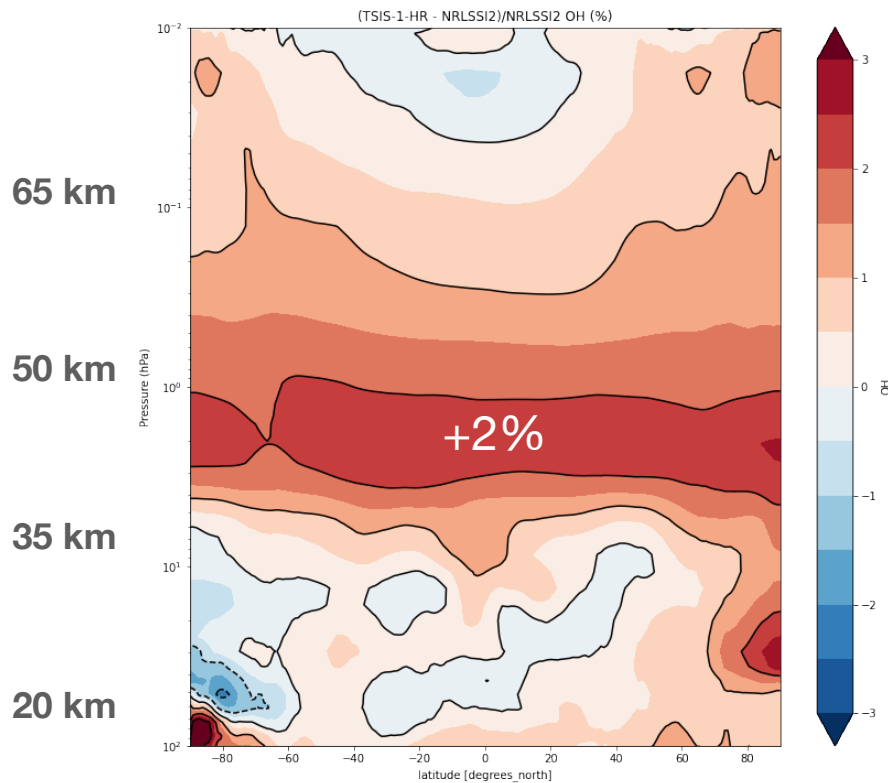 (TSIS-1-HR - NRLSSI2)/NRLSSI2 OH (%)
10⁻²
65 km
10⁻¹
50 km
10⁰
+2%
35 km
10¹
20 km
10²
Pressure (hPa)
−80 −60 −40 −20 0 20 40 60 80
latitude [degrees_north]
3
2
1
0
−1
−2
−3
OH